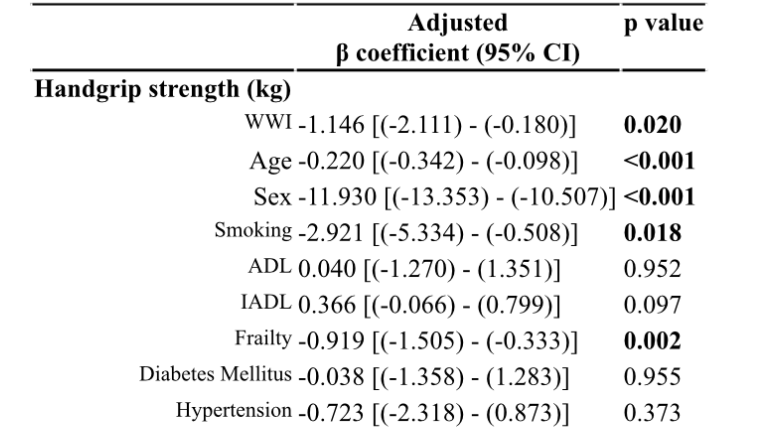 Adjusted p value
β coefficient (95% CI)
Handgrip strength (kg)
WWI -1.146 [(-2.111) - (-0.180)] 0.020
Age -0.220 [(-0.342) - (-0.098)] <0.001
Sex -11.930 [(-13.353) - (-10.507)] <0.001
Smoking -2.921 [(-5.334) - (-0.508)] 0.018
ADL 0.040 [(-1.270) - (1.351)] 0.952
IADL 0.366 [(-0.066) - (0.799)] 0.097
Frailty -0.919 [(-1.505) - (-0.333)] 0.002
Diabetes Mellitus -0.038 [(-1.358) - (1.283)] 0.955
Hypertension -0.723 [(-2.318) - (0.873)] 0.373